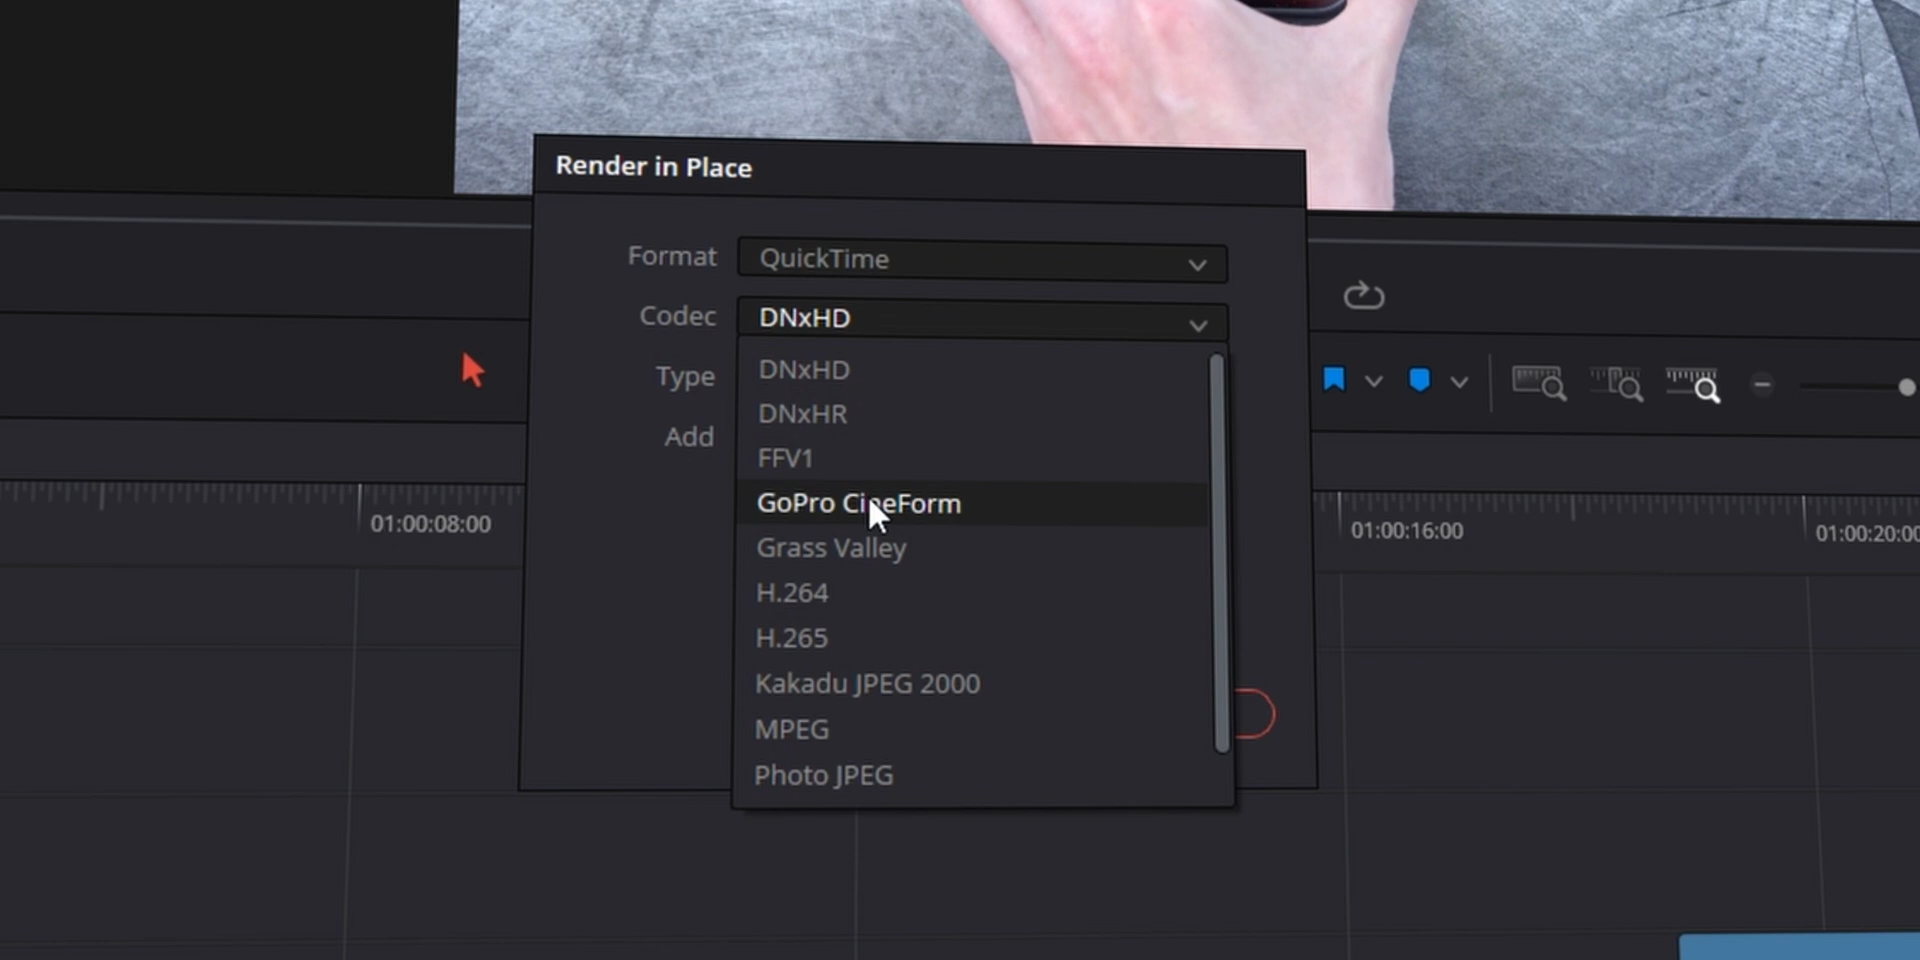 Render in Place
Format QuickTime
Codec DNxHD
Type
Add
DNxHD
DNxHR
FFV1
GoPro CineForm
Grass Valley
H.264
H.265
Kakadu JPEG 2000
MPEG
Photo JPEG
01:00:08:00
01:00:16:00
01:00:20:00